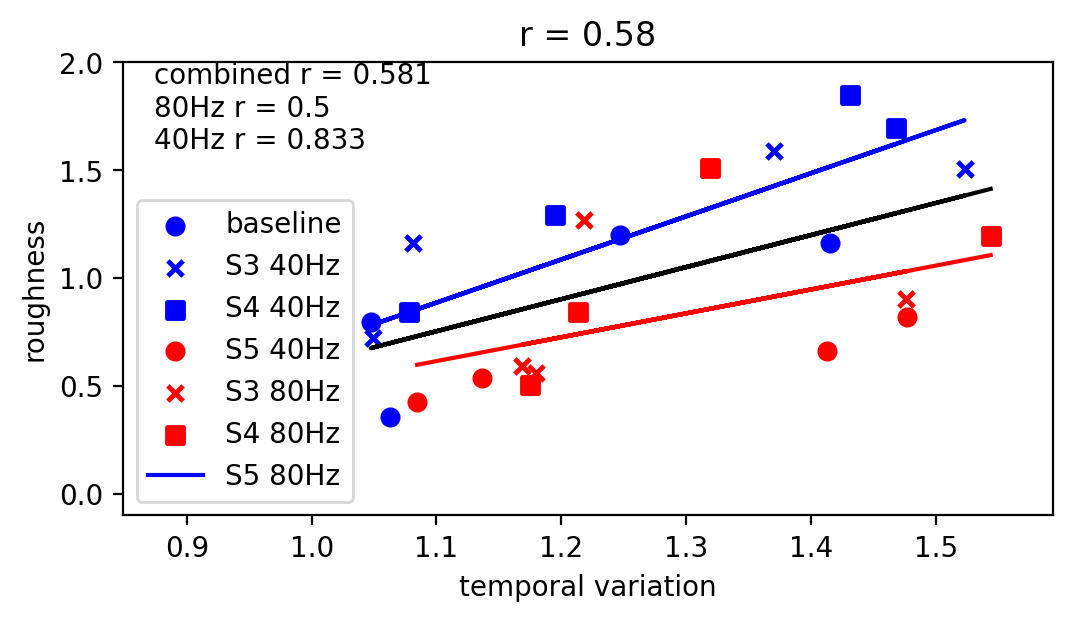 r = 0.58
combined r = 0.581
80Hz r = 0.5
40Hz r = 0.833
baseline
S3 40Hz
S4 40Hz
S5 40Hz
S3 80Hz
S4 80Hz
S5 80Hz
roughness
2.0
1.5
1.0
0.5
0.0
0.9 1.0 1.1 1.2 1.3 1.4 1.5
temporal variation